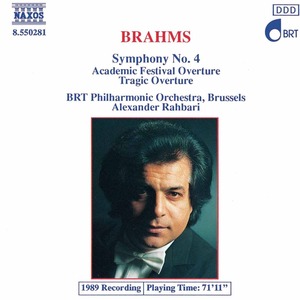 NAXOS
8.550281
DDD
BRT
BRAHMS
Symphony No. 4
Academic Festival Overture
Tragic Overture
BRT Philharmonic Orchestra, Brussels
Alexander Rahbari
1989 Recording
Playing Time: 71'11"